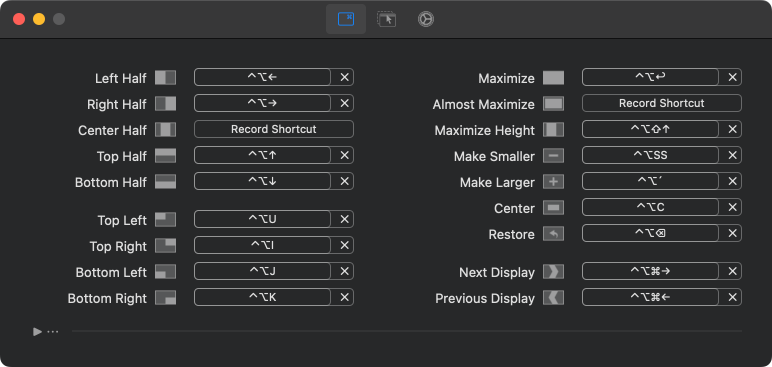 Left Half ^⌥←
Right Half ^⌥→
Center Half Record Shortcut
Top Half ^⌥↑
Bottom Half ^⌥↓
Top Left ^⌥U
Top Right ^⌥I
Bottom Left ^⌥J
Bottom Right ^⌥K
Maximize ^⌥↩
Almost Maximize Record Shortcut
Maximize Height ^⌥⇧↑
Make Smaller ^⌥SS
Make Larger ^⌥´
Center ^⌥C
Restore ^⌥⌫
Next Display ^⌥⌘→
Previous Display ^⌥⌘←
...